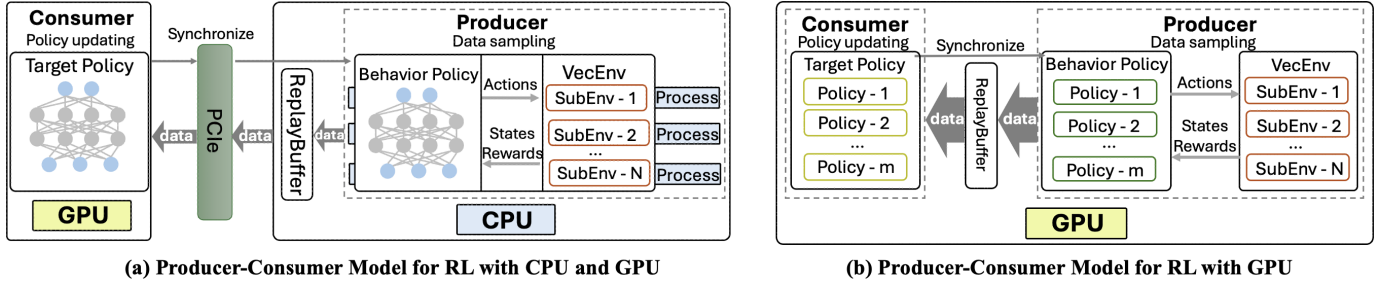 Consumer
Policy updating
Target Policy
GPU
Synchronize
PCIe
data
data
data
ReplayBuffer
Producer
Data sampling
Behavior Policy
Actions
States
Rewards
VecEnv
SubEnv - 1
SubEnv - 2
...
SubEnv - N
Process
Process
Process
CPU
(a) Producer-Consumer Model for RL with CPU and GPU
Consumer
Policy updating
Target Policy
Policy - 1
Policy - 2
...
Policy - m
Synchronize
data
ReplayBuffer
data
Producer
Data sampling
Behavior Policy
Policy - 1
Policy - 2
...
Policy - m
Actions
States
Rewards
VecEnv
SubEnv - 1
SubEnv - 2
...
SubEnv - N
GPU
(b) Producer-Consumer Model for RL with GPU